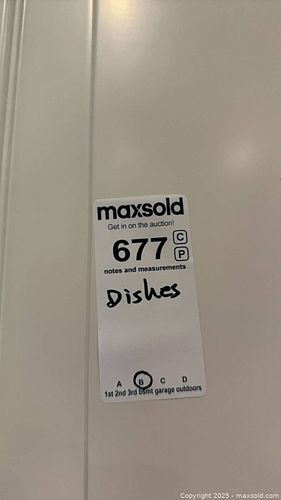 maxsold
Get in on the auction!
677 C
P
notes and measurements
Dishes
A B C D
1st 2nd 3rd bsmt garage outdoors
Copyright © 2025 - maxsold.com